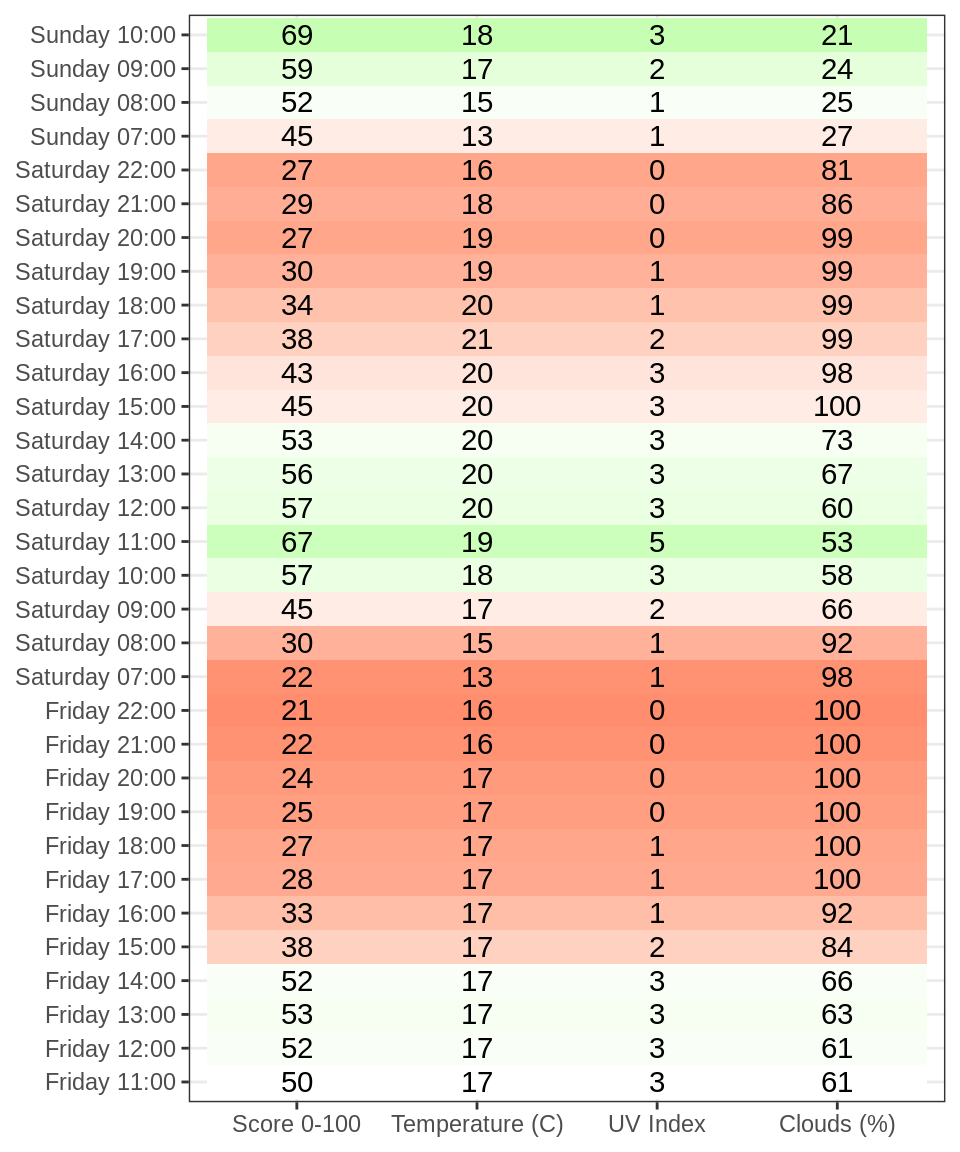 Sunday 10:00 69 18 3 21
Sunday 09:00 59 17 2 24
Sunday 08:00 52 15 1 25
Sunday 07:00 45 13 1 27
Saturday 22:00 27 16 0 81
Saturday 21:00 29 18 0 86
Saturday 20:00 27 19 0 99
Saturday 19:00 30 19 1 99
Saturday 18:00 34 20 1 99
Saturday 17:00 38 21 2 99
Saturday 16:00 43 20 3 98
Saturday 15:00 45 20 3 100
Saturday 14:00 53 20 3 73
Saturday 13:00 56 20 3 67
Saturday 12:00 57 20 3 60
Saturday 11:00 67 19 5 53
Saturday 10:00 57 18 3 58
Saturday 09:00 45 17 2 66
Saturday 08:00 30 15 1 92
Saturday 07:00 22 13 1 98
Friday 22:00 21 16 0 100
Friday 21:00 22 16 0 100
Friday 20:00 24 17 0 100
Friday 19:00 25 17 0 100
Friday 18:00 27 17 1 100
Friday 17:00 28 17 1 100
Friday 16:00 33 17 1 92
Friday 15:00 38 17 2 84
Friday 14:00 52 17 3 66
Friday 13:00 53 17 3 63
Friday 12:00 52 17 3 61
Friday 11:00 50 17 3 61
Score 0-100 Temperature (C) UV Index Clouds (%)